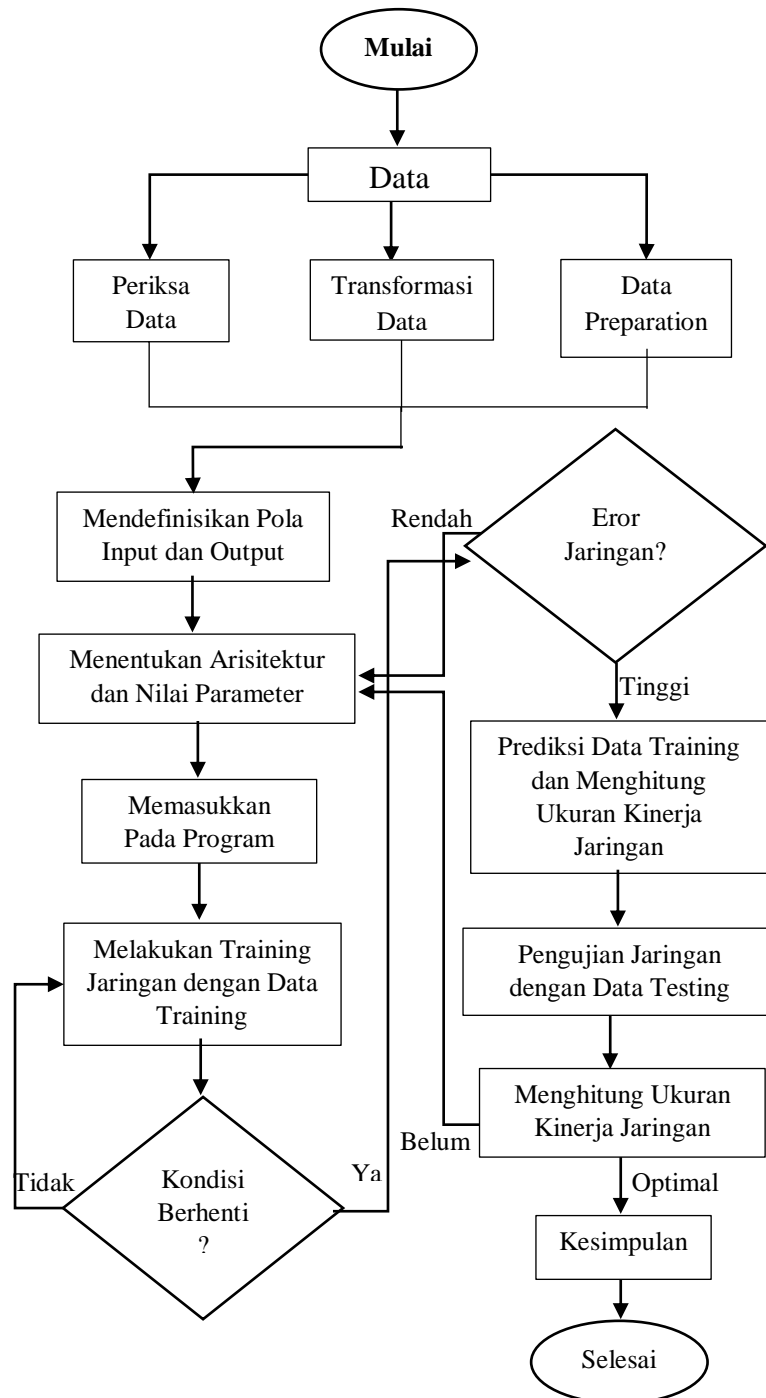 Mulai
Data
Periksa
Data
Transformasi
Data
Data
Preparation
Mendefinisikan Pola
Input dan Output
Menentukan Arisitektur
dan Nilai Parameter
Memasukkan
Pada Program
Melakukan Training
Jaringan dengan Data
Training
Tidak
Kondisi
Berhenti
?
Ya
Rendah
Eror
Jaringan?
Tinggi
Prediksi Data Training
dan Menghitung
Ukuran Kinerja
Jaringan
Pengujian Jaringan
dengan Data Testing
Menghitung Ukuran
Kinerja Jaringan
Belum
Optimal
Kesimpulan
Selesai